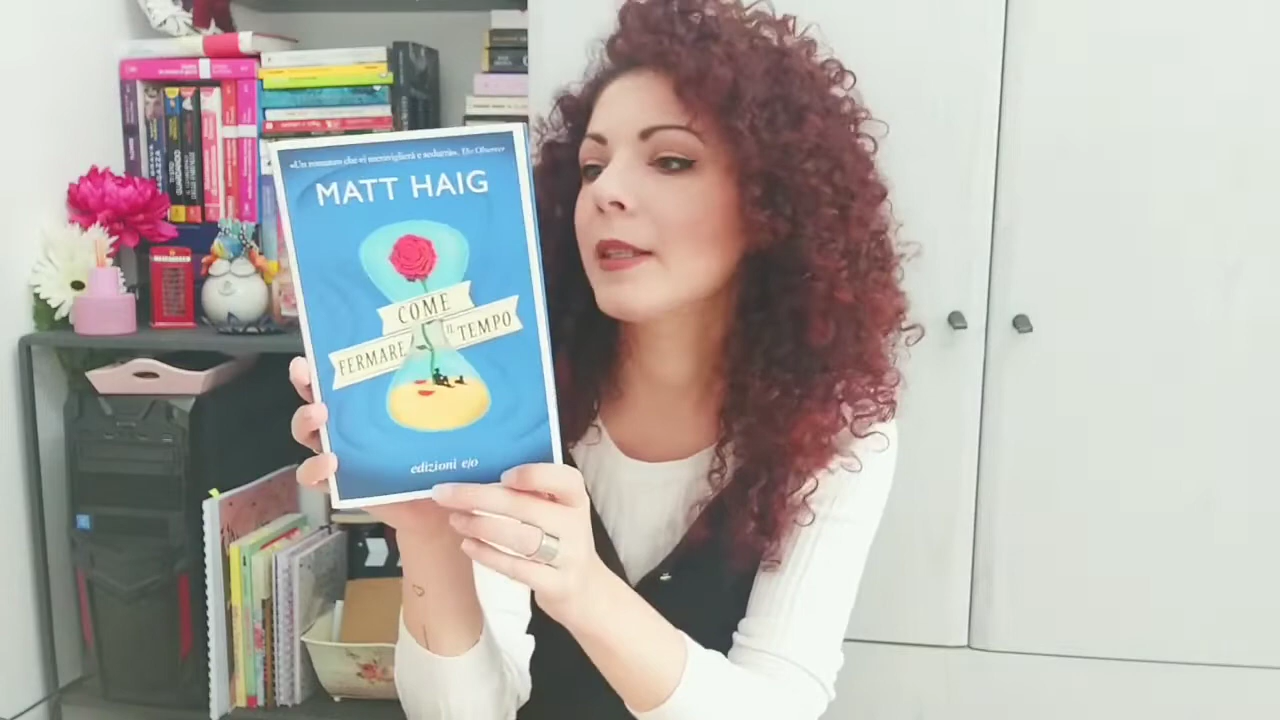 «Un romanzo che vi meraviglierà e sedurrà». The Observer
MATT HAIG
COME
FERMARE IL TEMPO
edizioni e/o